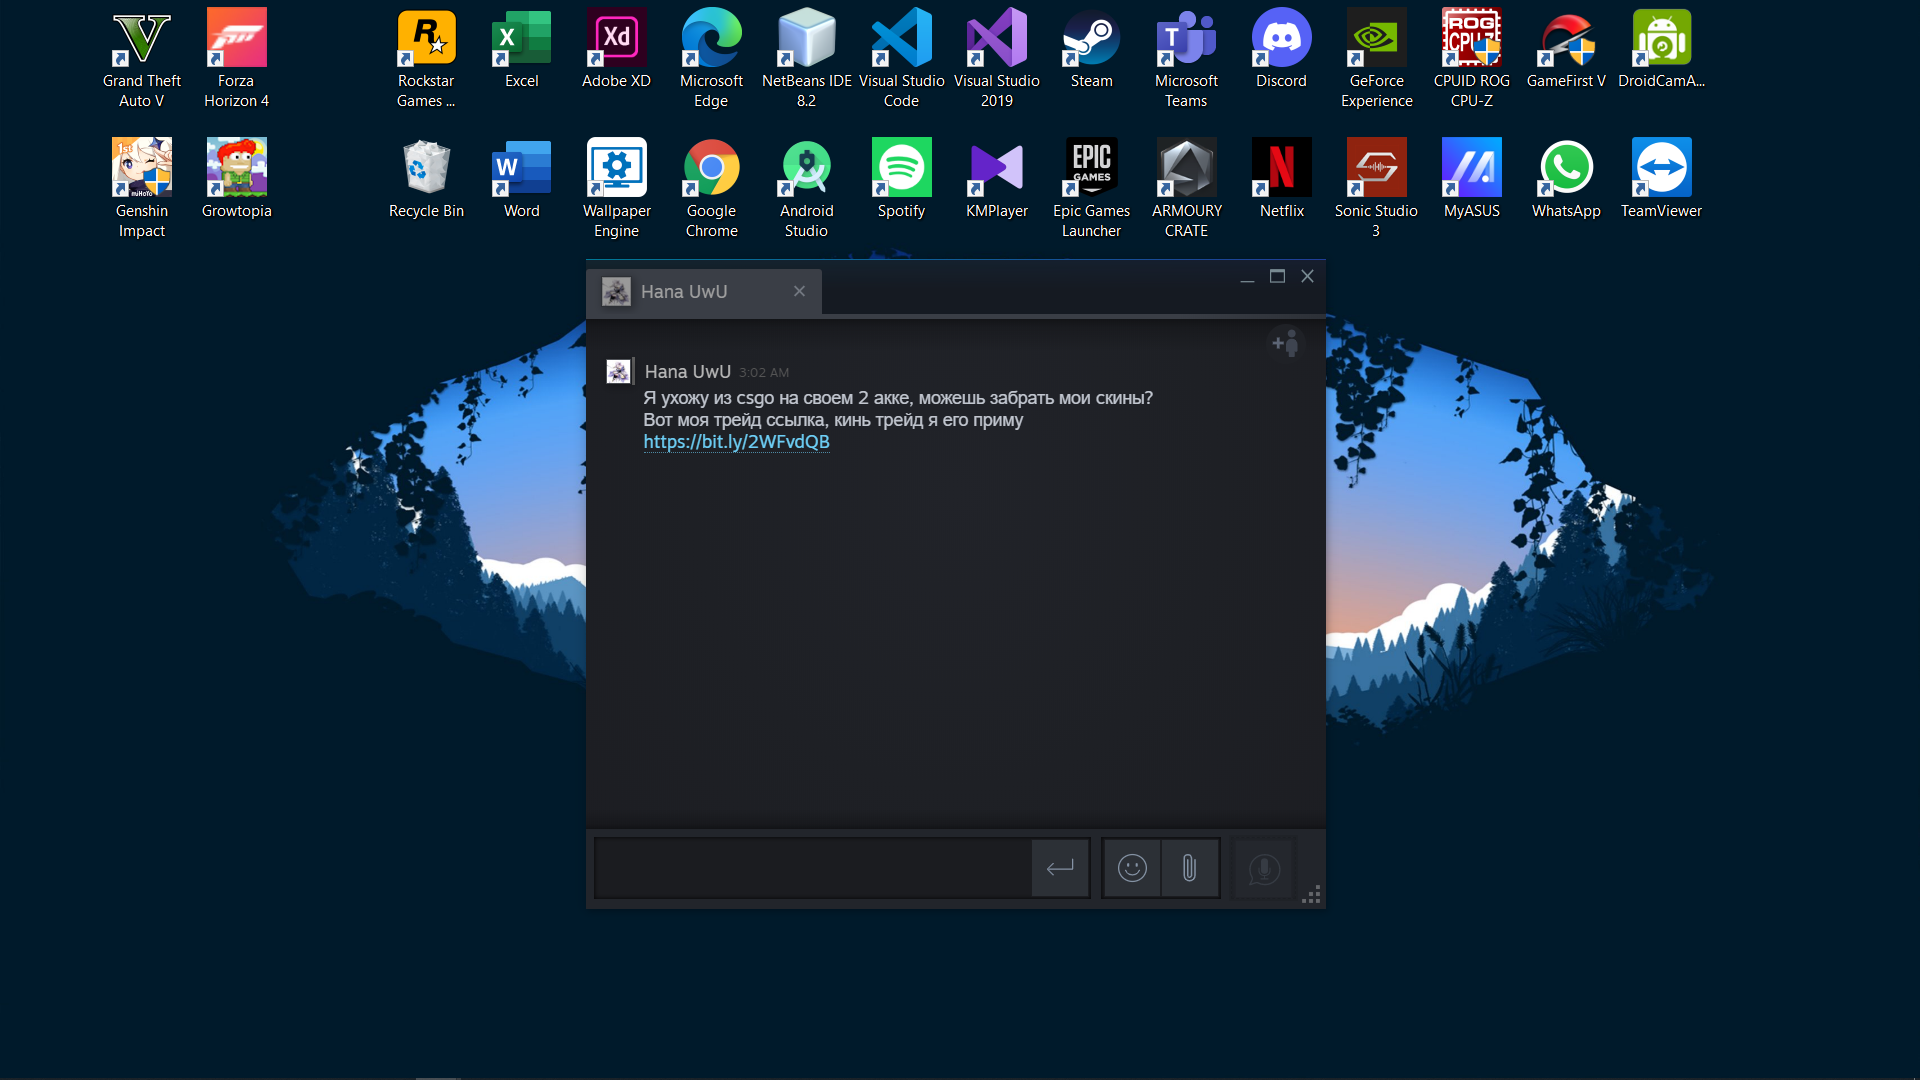 Grand Theft Auto V
Forza Horizon 4
Rockstar Games ...
Excel
Adobe XD
Microsoft Edge
NetBeans IDE 8.2
Visual Studio Code
Visual Studio 2019
Steam
Microsoft Teams
Discord
GeForce Experience
CPUID ROG CPU-Z
GameFirst V
DroidCamA...
Genshin Impact
Growtopia
Recycle Bin
Word
Wallpaper Engine
Google Chrome
Android Studio
Spotify
KMPlayer
Epic Games Launcher
ARMOURY CRATE
Netflix
Sonic Studio 3
MyASUS
WhatsApp
TeamViewer
Hana UwU
Hana UwU 3:02 AM
Я ухожу из csgo на своем 2 акке, можешь забрать мои скины?
Вот моя трейд ссылка, кинь трейд я его приму
https://bit.ly/2WFvdQB